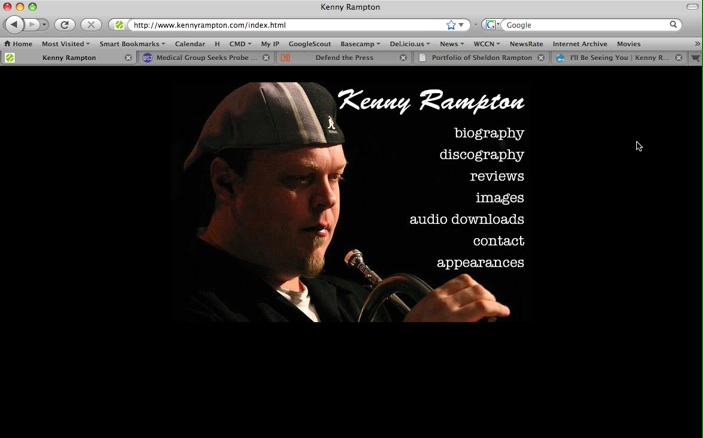 Kenny Rampton
http://www.kennyrampton.com/index.html
Google
Home Most Visited Smart Bookmarks Calendar H CMD My IP GoogleScout Basecamp Del.icio.us News WCCN NewsRate Internet Archive Movies »
Kenny Rampton Medical Group Seeks Probe ... Defend the Press Portfolio of Sheldon Rampton I'll Be Seeing You | Kenny R...
Kenny Rampton
biography
discography
reviews
images
audio downloads
contact
appearances